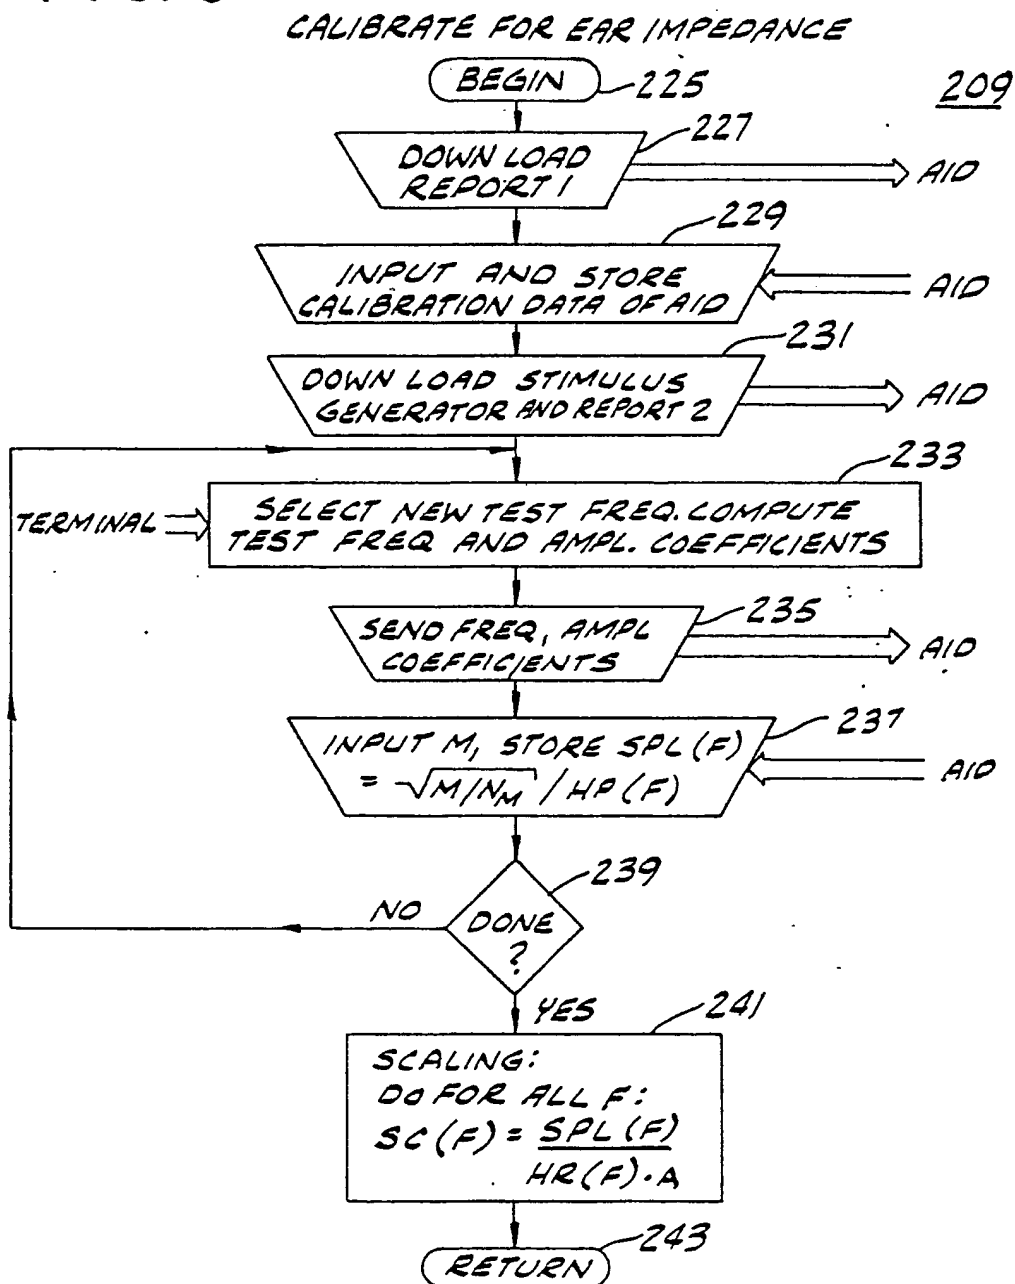 CALIBRATE FOR EAR IMPEDANCE
BEGIN
225
209
227
DOWN LOAD
REPORT 1
AID
229
INPUT AND STORE
CALIBRATION DATA OF AID
AID
231
DOWN LOAD STIMULUS
GENERATOR AND REPORT 2
AID
233
TERMINAL
SELECT NEW TEST FREQ. COMPUTE
TEST FREQ AND AMPL. COEFFICIENTS
235
SEND FREQ, AMPL
COEFFICIENTS
AID
237
INPUT M, STORE SPL(F)
= √M/NM / HP(F)
AID
239
NO
DONE
?
YES
241
SCALING:
DO FOR ALL F:
SC(F) = SPL(F)
HR(F)·A
243
RETURN